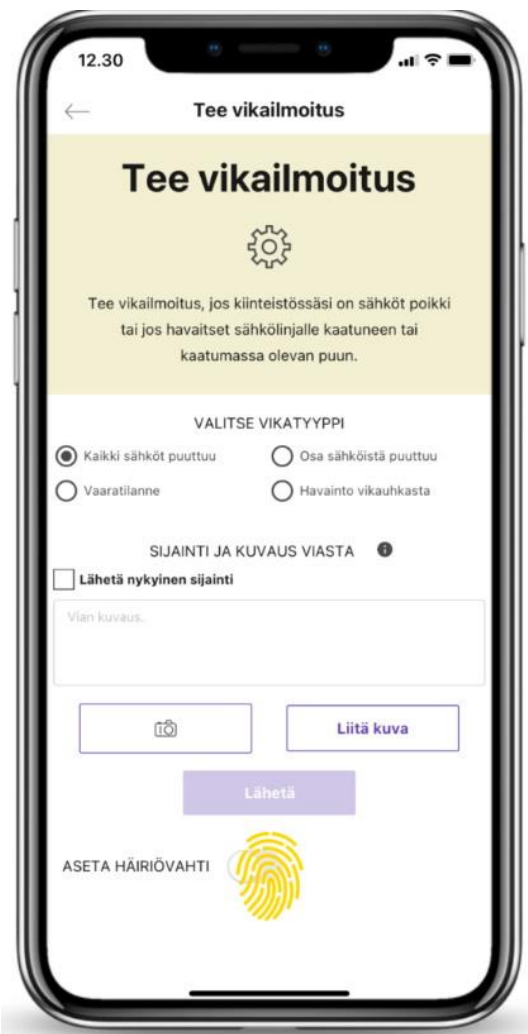 12.30
Tee vikailmoitus
Tee vikailmoitus
Tee vikailmoitus, jos kiinteistössäsi on sähköt poikki
tai jos havaitset sähkölinjalle kaatuneen tai
kaatumassa olevan puun.
VALITSE VIKATYYPPI
Kaikki sähköt puuttuu Osa sähköistä puuttuu
Vaaratilanne Havainto vikauhkasta
SIJAINTI JA KUVAUS VIASTA
Lähetä nykyinen sijainti
Vian kuvaus.
Liitä kuva
Lähetä
ASETA HÄIRIÖVAHTI